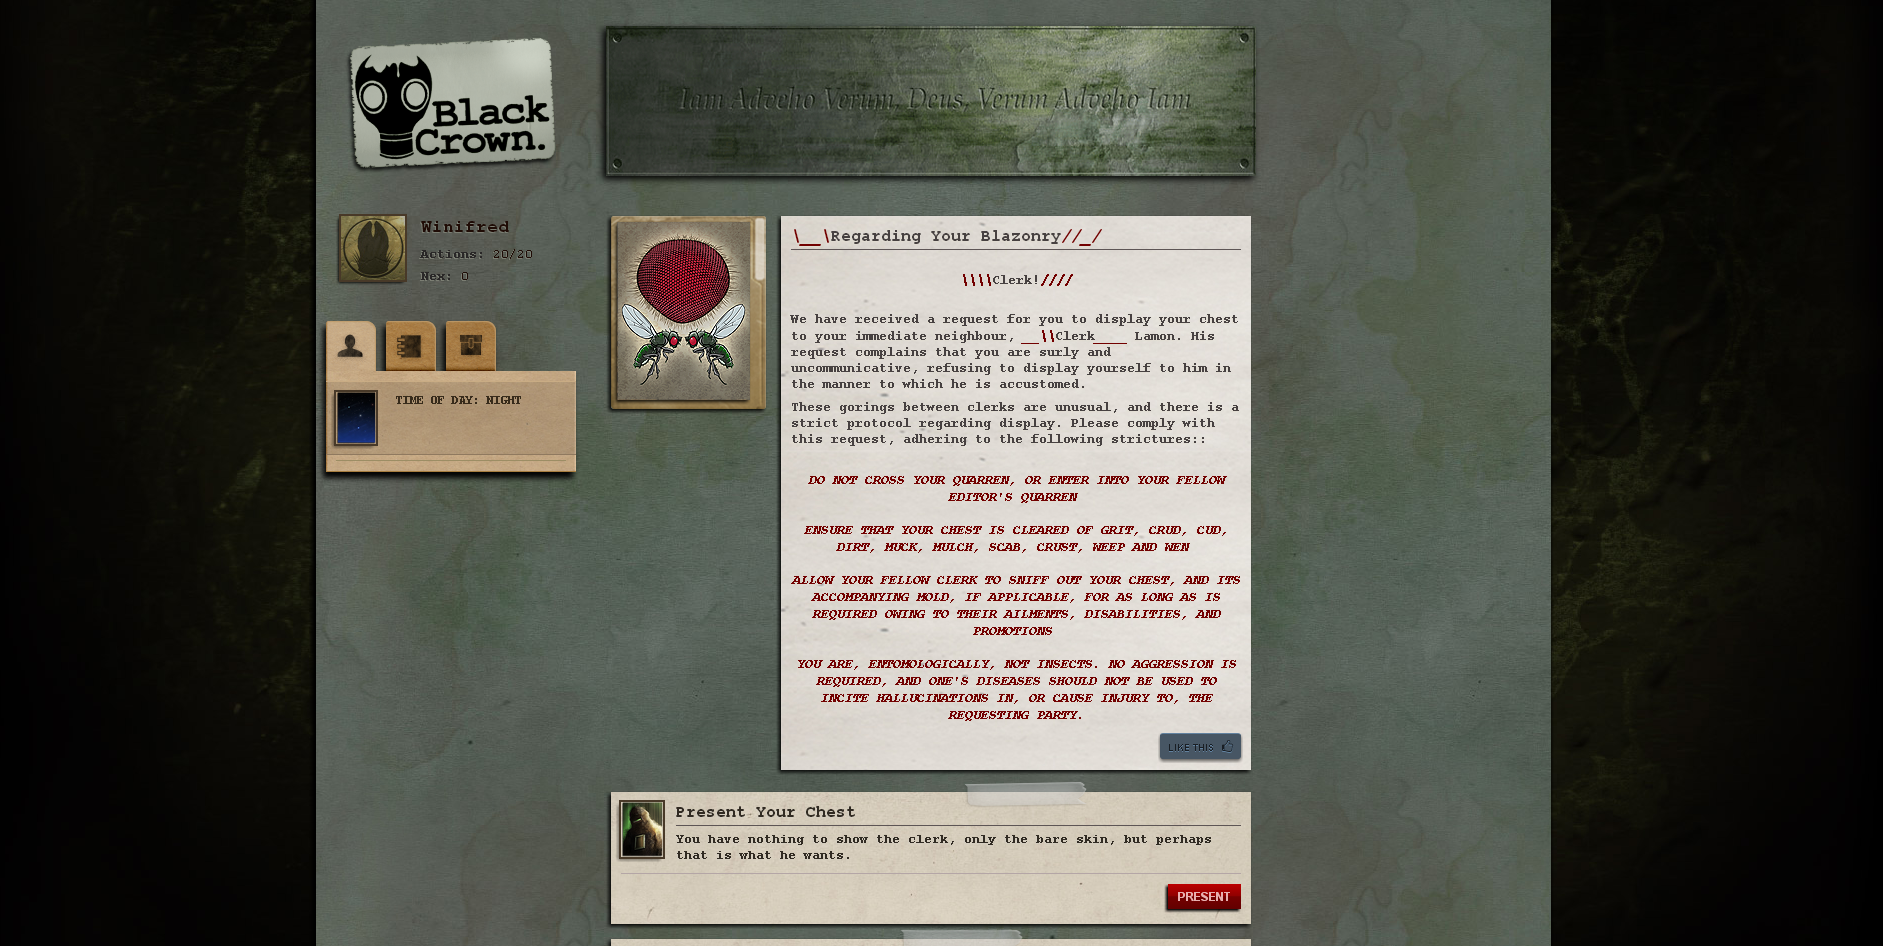 Black
Crown.
Iam Adveho Verum, Deus, Verum Adveho Iam
Winifred
Actions: 20/20
Nex: 0
TIME OF DAY: NIGHT
\__\Regarding Your Blazonry//_/
\\\\Clerk!////
We have received a request for you to display your chest
to your immediate neighbour, __\\Clerk____ Lamon. His
request complains that you are surly and
uncommunicative, refusing to display yourself to him in
the manner to which he is accustomed.
These gorings between clerks are unusual, and there is a
strict protocol regarding display. Please comply with
this request, adhering to the following strictures::
DO NOT CROSS YOUR QUARREN, OR ENTER INTO YOUR FELLOW
EDITOR'S QUARREN
ENSURE THAT YOUR CHEST IS CLEARED OF GRIT, CRUD, CUD,
DIRT, MUCK, MULCH, SCAB, CRUST, WEEP AND WEN
ALLOW YOUR FELLOW CLERK TO SNIFF OUT YOUR CHEST, AND ITS
ACCOMPANYING MOLD, IF APPLICABLE, FOR AS LONG AS IS
REQUIRED OWING TO THEIR AILMENTS, DISABILITIES, AND
PROMOTIONS
YOU ARE, ENTOMOLOGICALLY, NOT INSECTS. NO AGGRESSION IS
REQUIRED, AND ONE'S DISEASES SHOULD NOT BE USED TO
INCITE HALLUCINATIONS IN, OR CAUSE INJURY TO, THE
REQUESTING PARTY.
LIKE THIS
Present Your Chest
You have nothing to show the clerk, only the bare skin, but perhaps
that is what he wants.
PRESENT